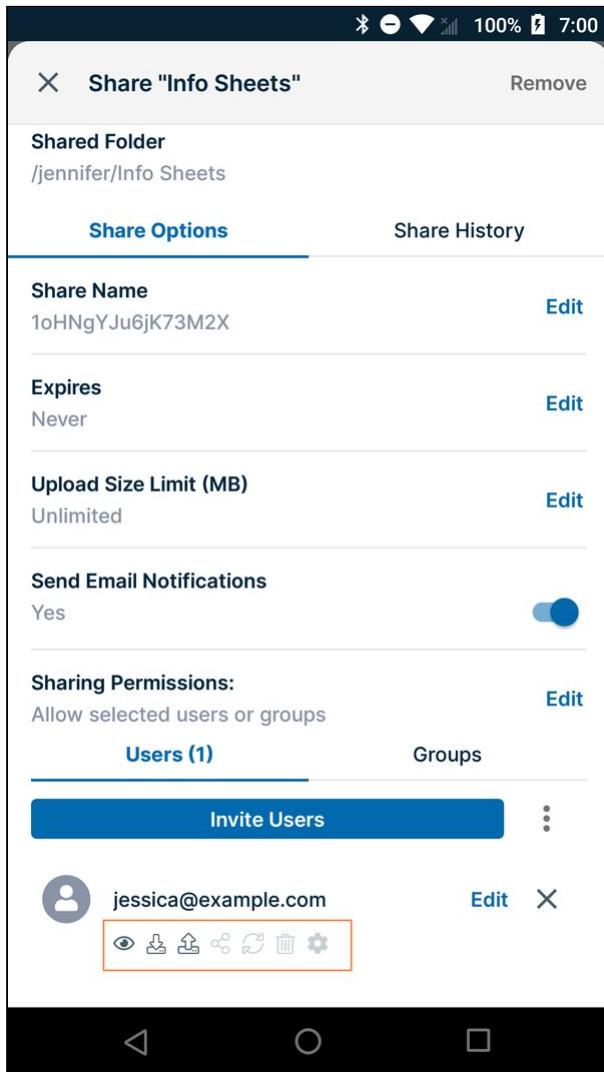 100% 7:00
Share "Info Sheets" Remove
Shared Folder
/jennifer/Info Sheets
Share Options Share History
Share Name
1oHNgYJu6jK73M2X Edit
Expires
Never Edit
Upload Size Limit (MB)
Unlimited Edit
Send Email Notifications
Yes
Sharing Permissions:
Allow selected users or groups Edit
Users (1) Groups
Invite Users
jessica@example.com Edit